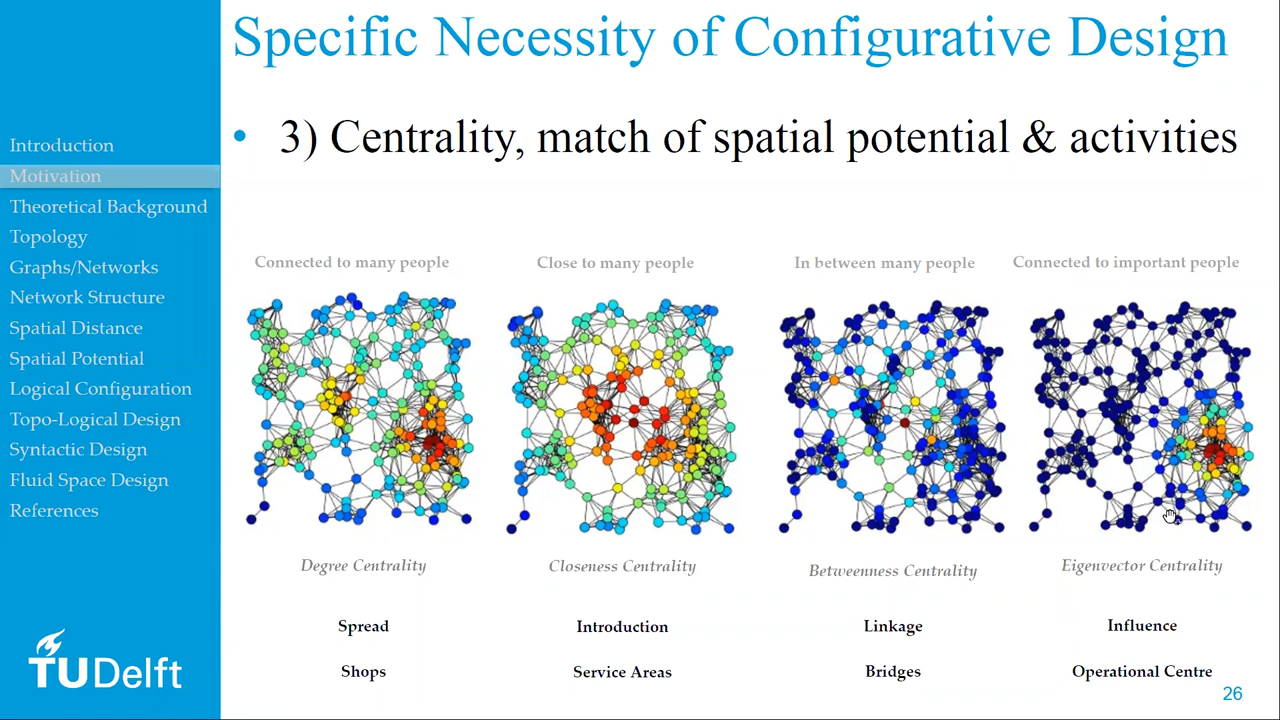 Specific Necessity of Configurative Design
• 3) Centrality, match of spatial potential & activities
Introduction
Motivation
Theoretical Background
Topology
Graphs/Networks
Network Structure
Spatial Distance
Spatial Potential
Logical Configuration
Topo-Logical Design
Syntactic Design
Fluid Space Design
References
Connected to many people
Close to many people
In between many people
Connected to important people
Degree Centrality
Closeness Centrality
Betweenness Centrality
Eigenvector Centrality
Spread
Introduction
Linkage
Influence
Shops
Service Areas
Bridges
Operational Centre
TUDelft
26